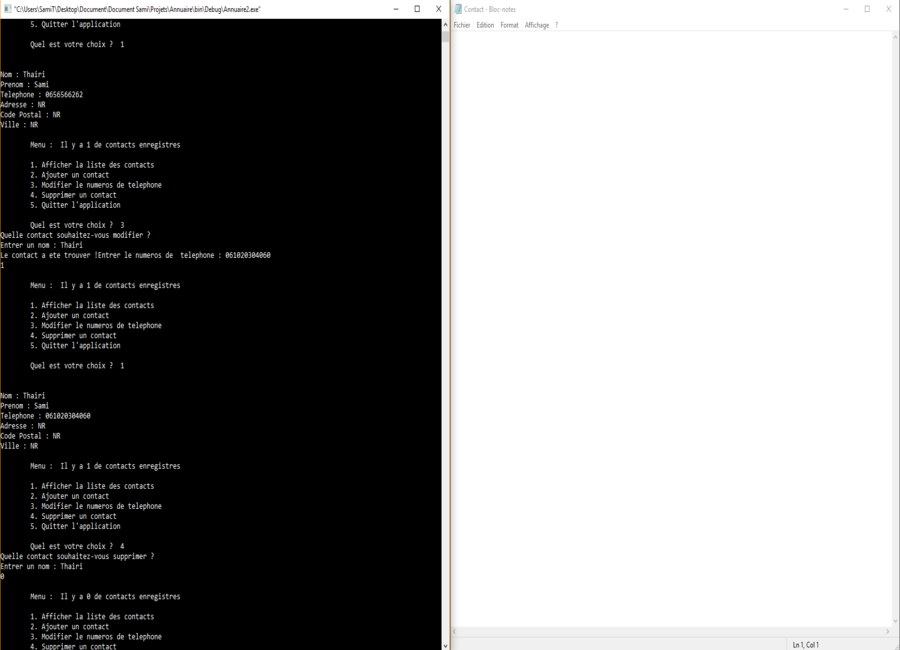 "C:\Users\SamiT\Desktop\Document\Document Sami\Projets\Annuaire\bin\Debug\Annuaire2.exe"
5. Quitter l'application
Quel est votre choix ? 1
Nom : Thairi
Prenom : Sami
Telephone : 0656566262
Adresse : NR
Code Postal : NR
Ville : NR
Menu : Il y a 1 de contacts enregistres
1. Afficher la liste des contacts
2. Ajouter un contact
3. Modifier le numeros de telephone
4. Supprimer un contact
5. Quitter l'application
Quel est votre choix ? 3
Quelle contact souhaitez-vous modifier ?
Entrer un nom : Thairi
Le contact a ete trouver !Entrer le numeros de telephone : 061020304060
1
Menu : Il y a 1 de contacts enregistres
1. Afficher la liste des contacts
2. Ajouter un contact
3. Modifier le numeros de telephone
4. Supprimer un contact
5. Quitter l'application
Quel est votre choix ? 1
Nom : Thairi
Prenom : Sami
Telephone : 061020304060
Adresse : NR
Code Postal : NR
Ville : NR
Menu : Il y a 1 de contacts enregistres
1. Afficher la liste des contacts
2. Ajouter un contact
3. Modifier le numeros de telephone
4. Supprimer un contact
5. Quitter l'application
Quel est votre choix ? 4
Quelle contact souhaitez-vous supprimer ?
Entrer un nom : Thairi
0
Menu : Il y a 0 de contacts enregistres
1. Afficher la liste des contacts
2. Ajouter un contact
3. Modifier le numeros de telephone
4. Supprimer un contact
Contact - Bloc-notes
Fichier Edition Format Affichage ?
Ln 1, Col 1